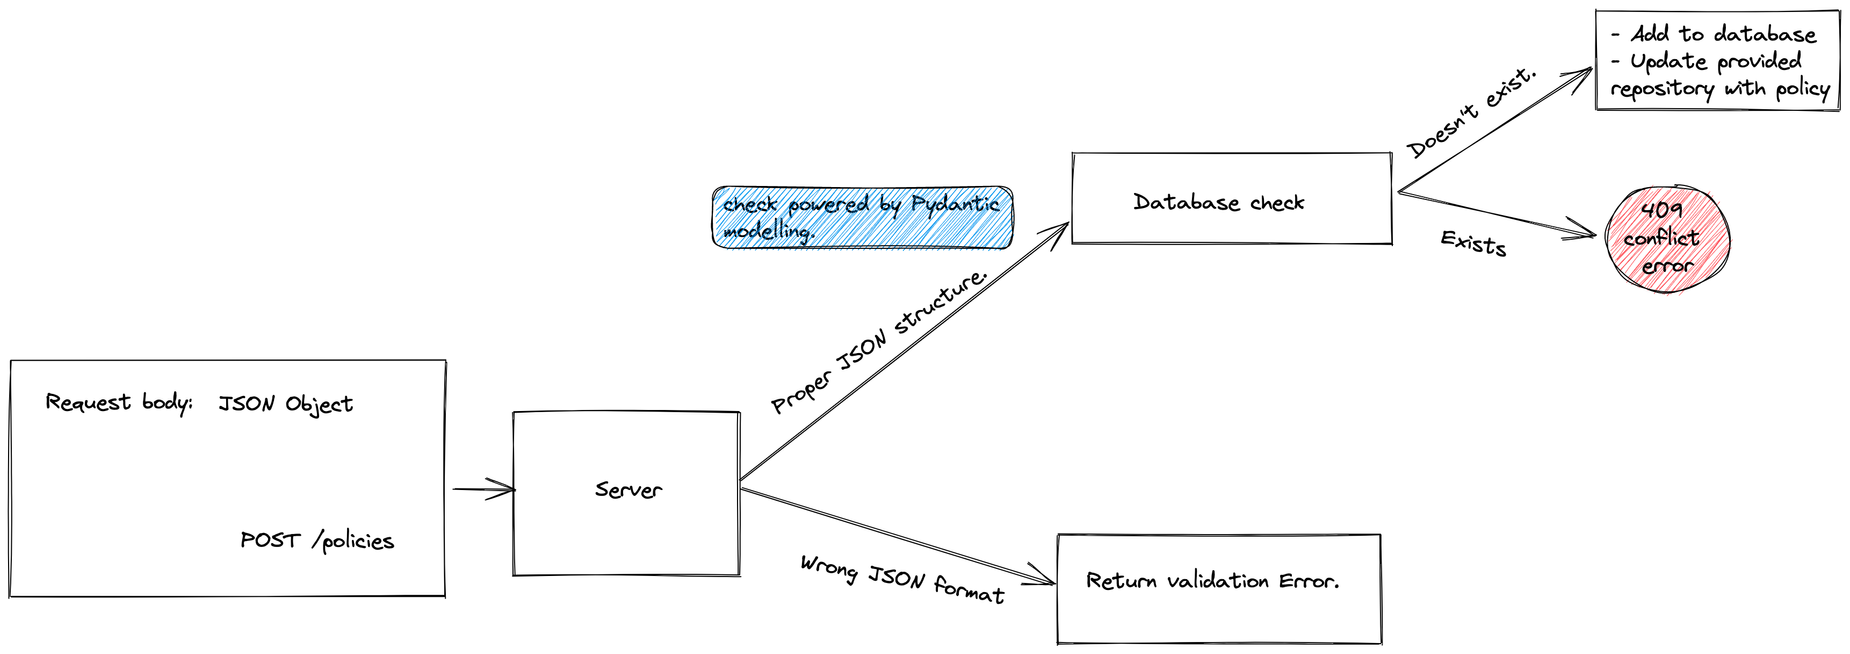 Request body: JSON Object
POST /policies
Server
Proper JSON structure.
check powered by Pydantic
modelling.
Wrong JSON format
Return validation Error.
Database check
Doesn't exist.
- Add to database
- Update provided
repository with policy
Exists
409
conflict
error